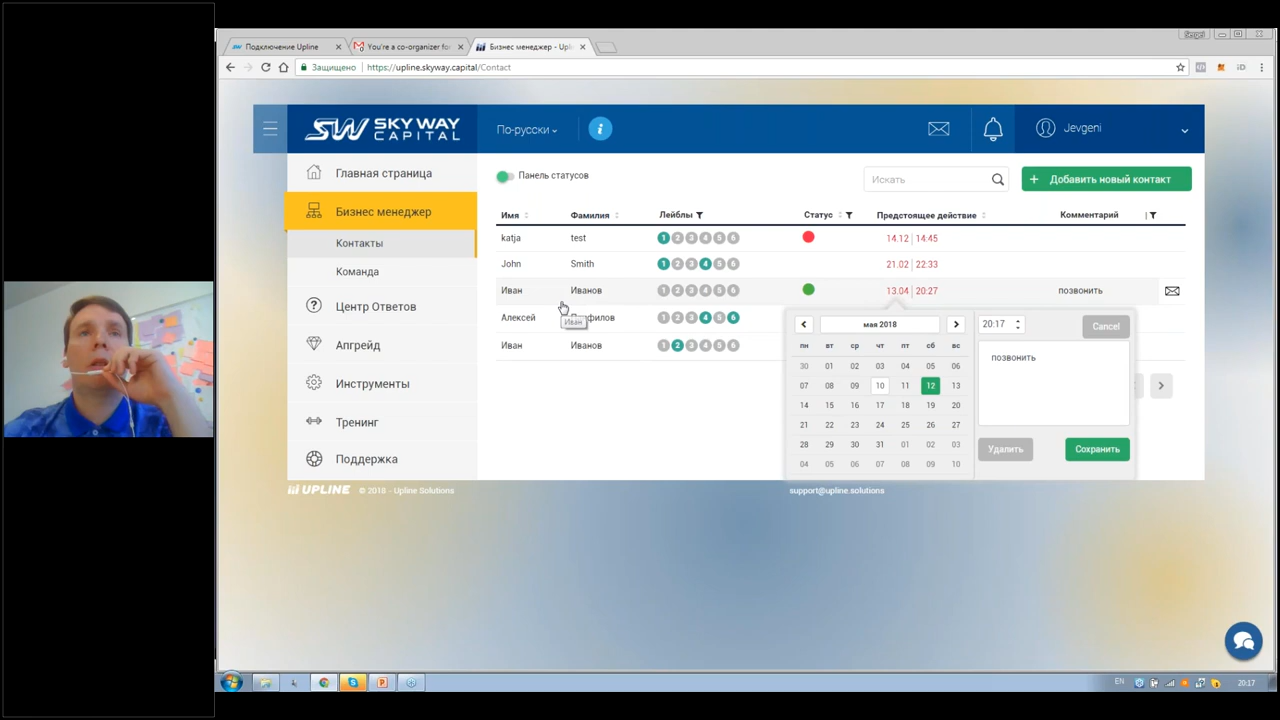 Sergei
Подключение Upline
You're a co-organizer fo
Бизнес менеджер - Upl
Защищено
https://upline.skyway.capital/Contact
SW SKY WAY CAPITAL
По-русски
i
Jevgeni
Главная страница
Бизнес менеджер
Контакты
Команда
Центр Ответов
Апгрейд
Инструменты
Тренинг
Поддержка
Панель статусов
Искать
+ Добавить новый контакт
Имя Фамилия Лейблы Статус Предстоящее действие Комментарий
katja test 1 2 3 4 5 6 14.12 | 14:45
John Smith 1 2 3 4 5 6 21.02 | 22:33
Иван Иванов 1 2 3 4 5 6 13.04 | 20:27 позвонить
Алексей филов 1 2 3 4 5 6
Иван
Иван Иванов 1 2 3 4 5 6
мая 2018
пн вт ср чт пт сб вс
30 01 02 03 04 05 06
07 08 09 10 11 12 13
14 15 16 17 18 19 20
21 22 23 24 25 26 27
28 29 30 31 01 02 03
04 05 06 07 08 09 10
20:17
Cancel
позвонить
Удалить
Сохранить
UPLINE © 2018 - Upline Solutions
support@upline.solutions
EN
20:17